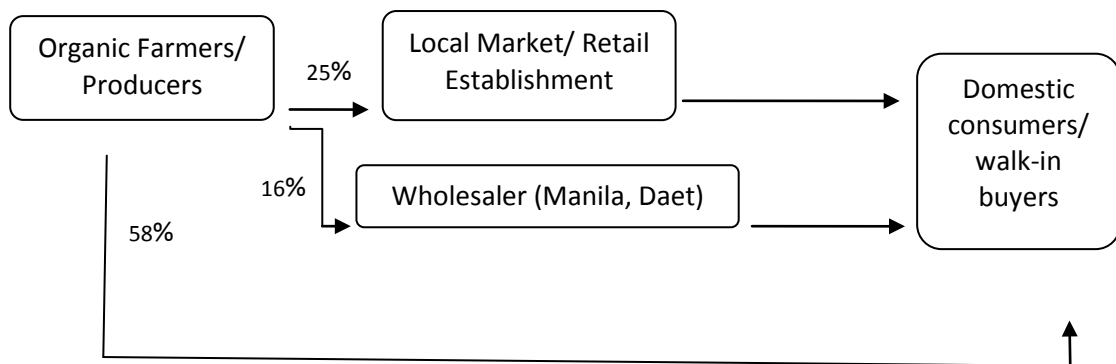 Organic Farmers/
Producers
25%
Local Market/ Retail
Establishment
Domestic
consumers/
walk-in
buyers
16%
Wholesaler (Manila, Daet)
58%